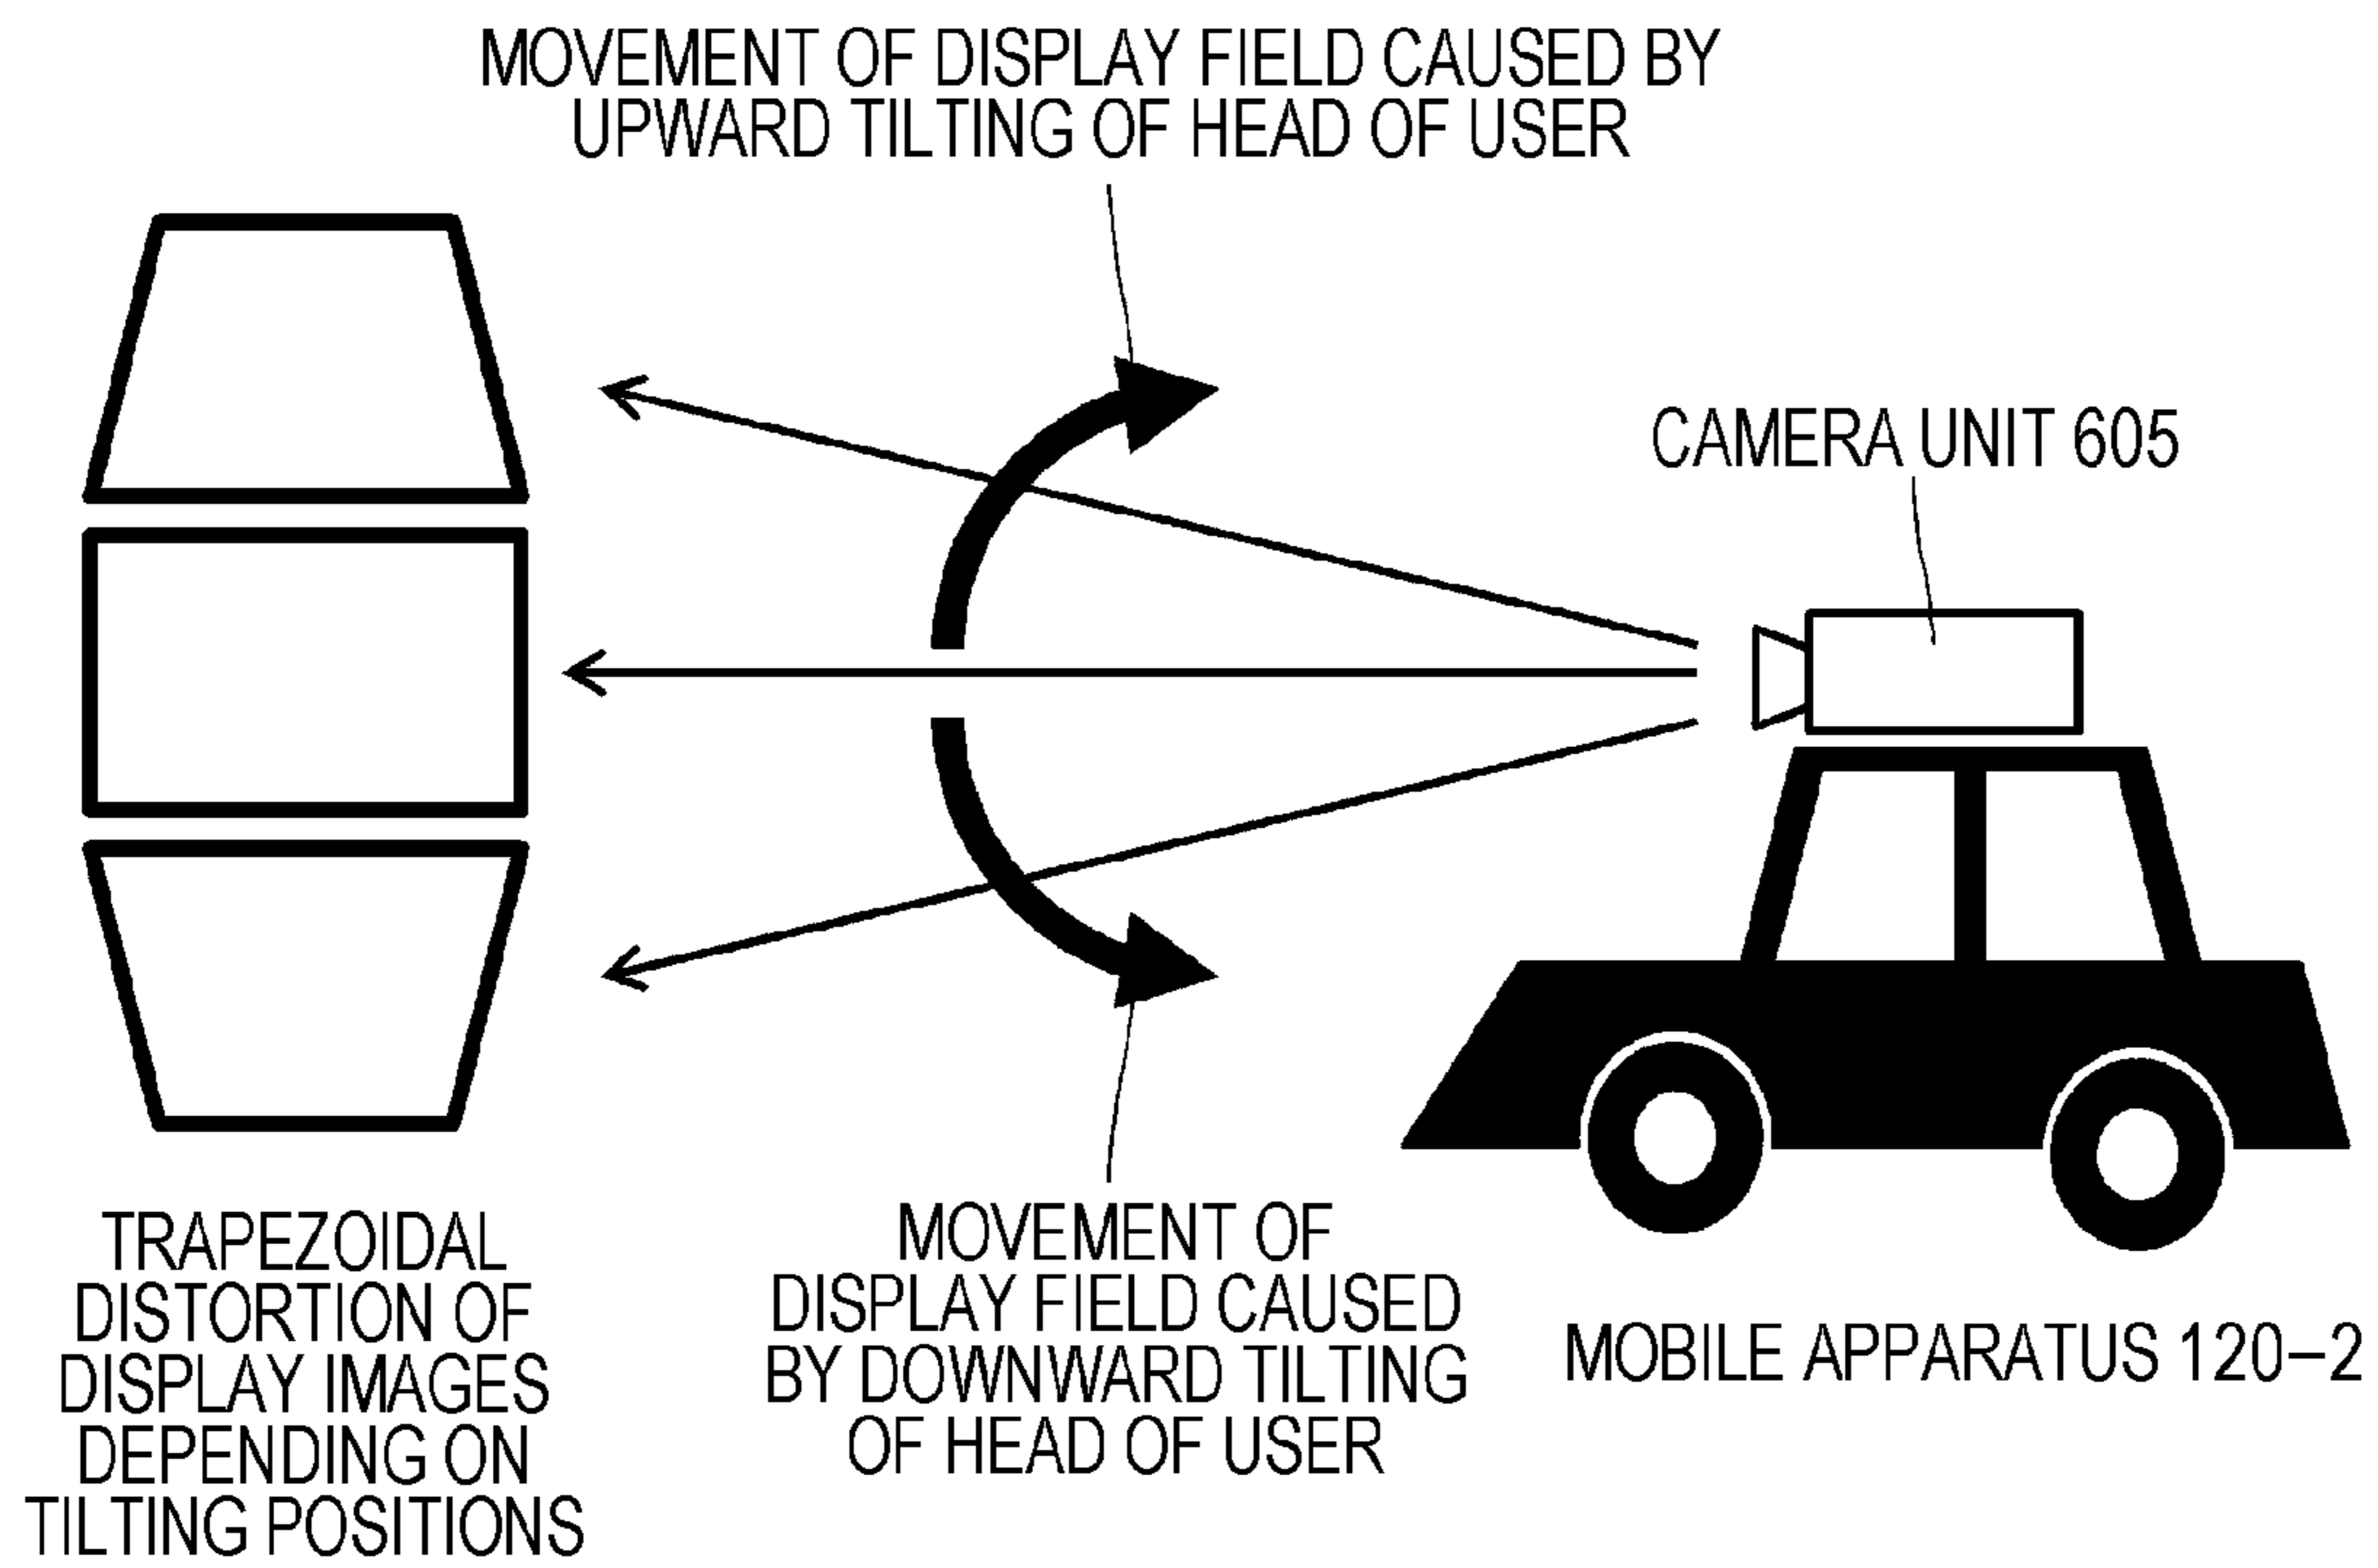 MOVEMENT OF DISPLAY FIELD CAUSED BY
UPWARD TILTING OF HEAD OF USER
CAMERA UNIT 605
TRAPEZOIDAL
DISTORTION OF
DISPLAY IMAGES
DEPENDING ON
TILTING POSITIONS
MOVEMENT OF
DISPLAY FIELD CAUSED
BY DOWNWARD TILTING
OF HEAD OF USER
MOBILE APPARATUS 120–2